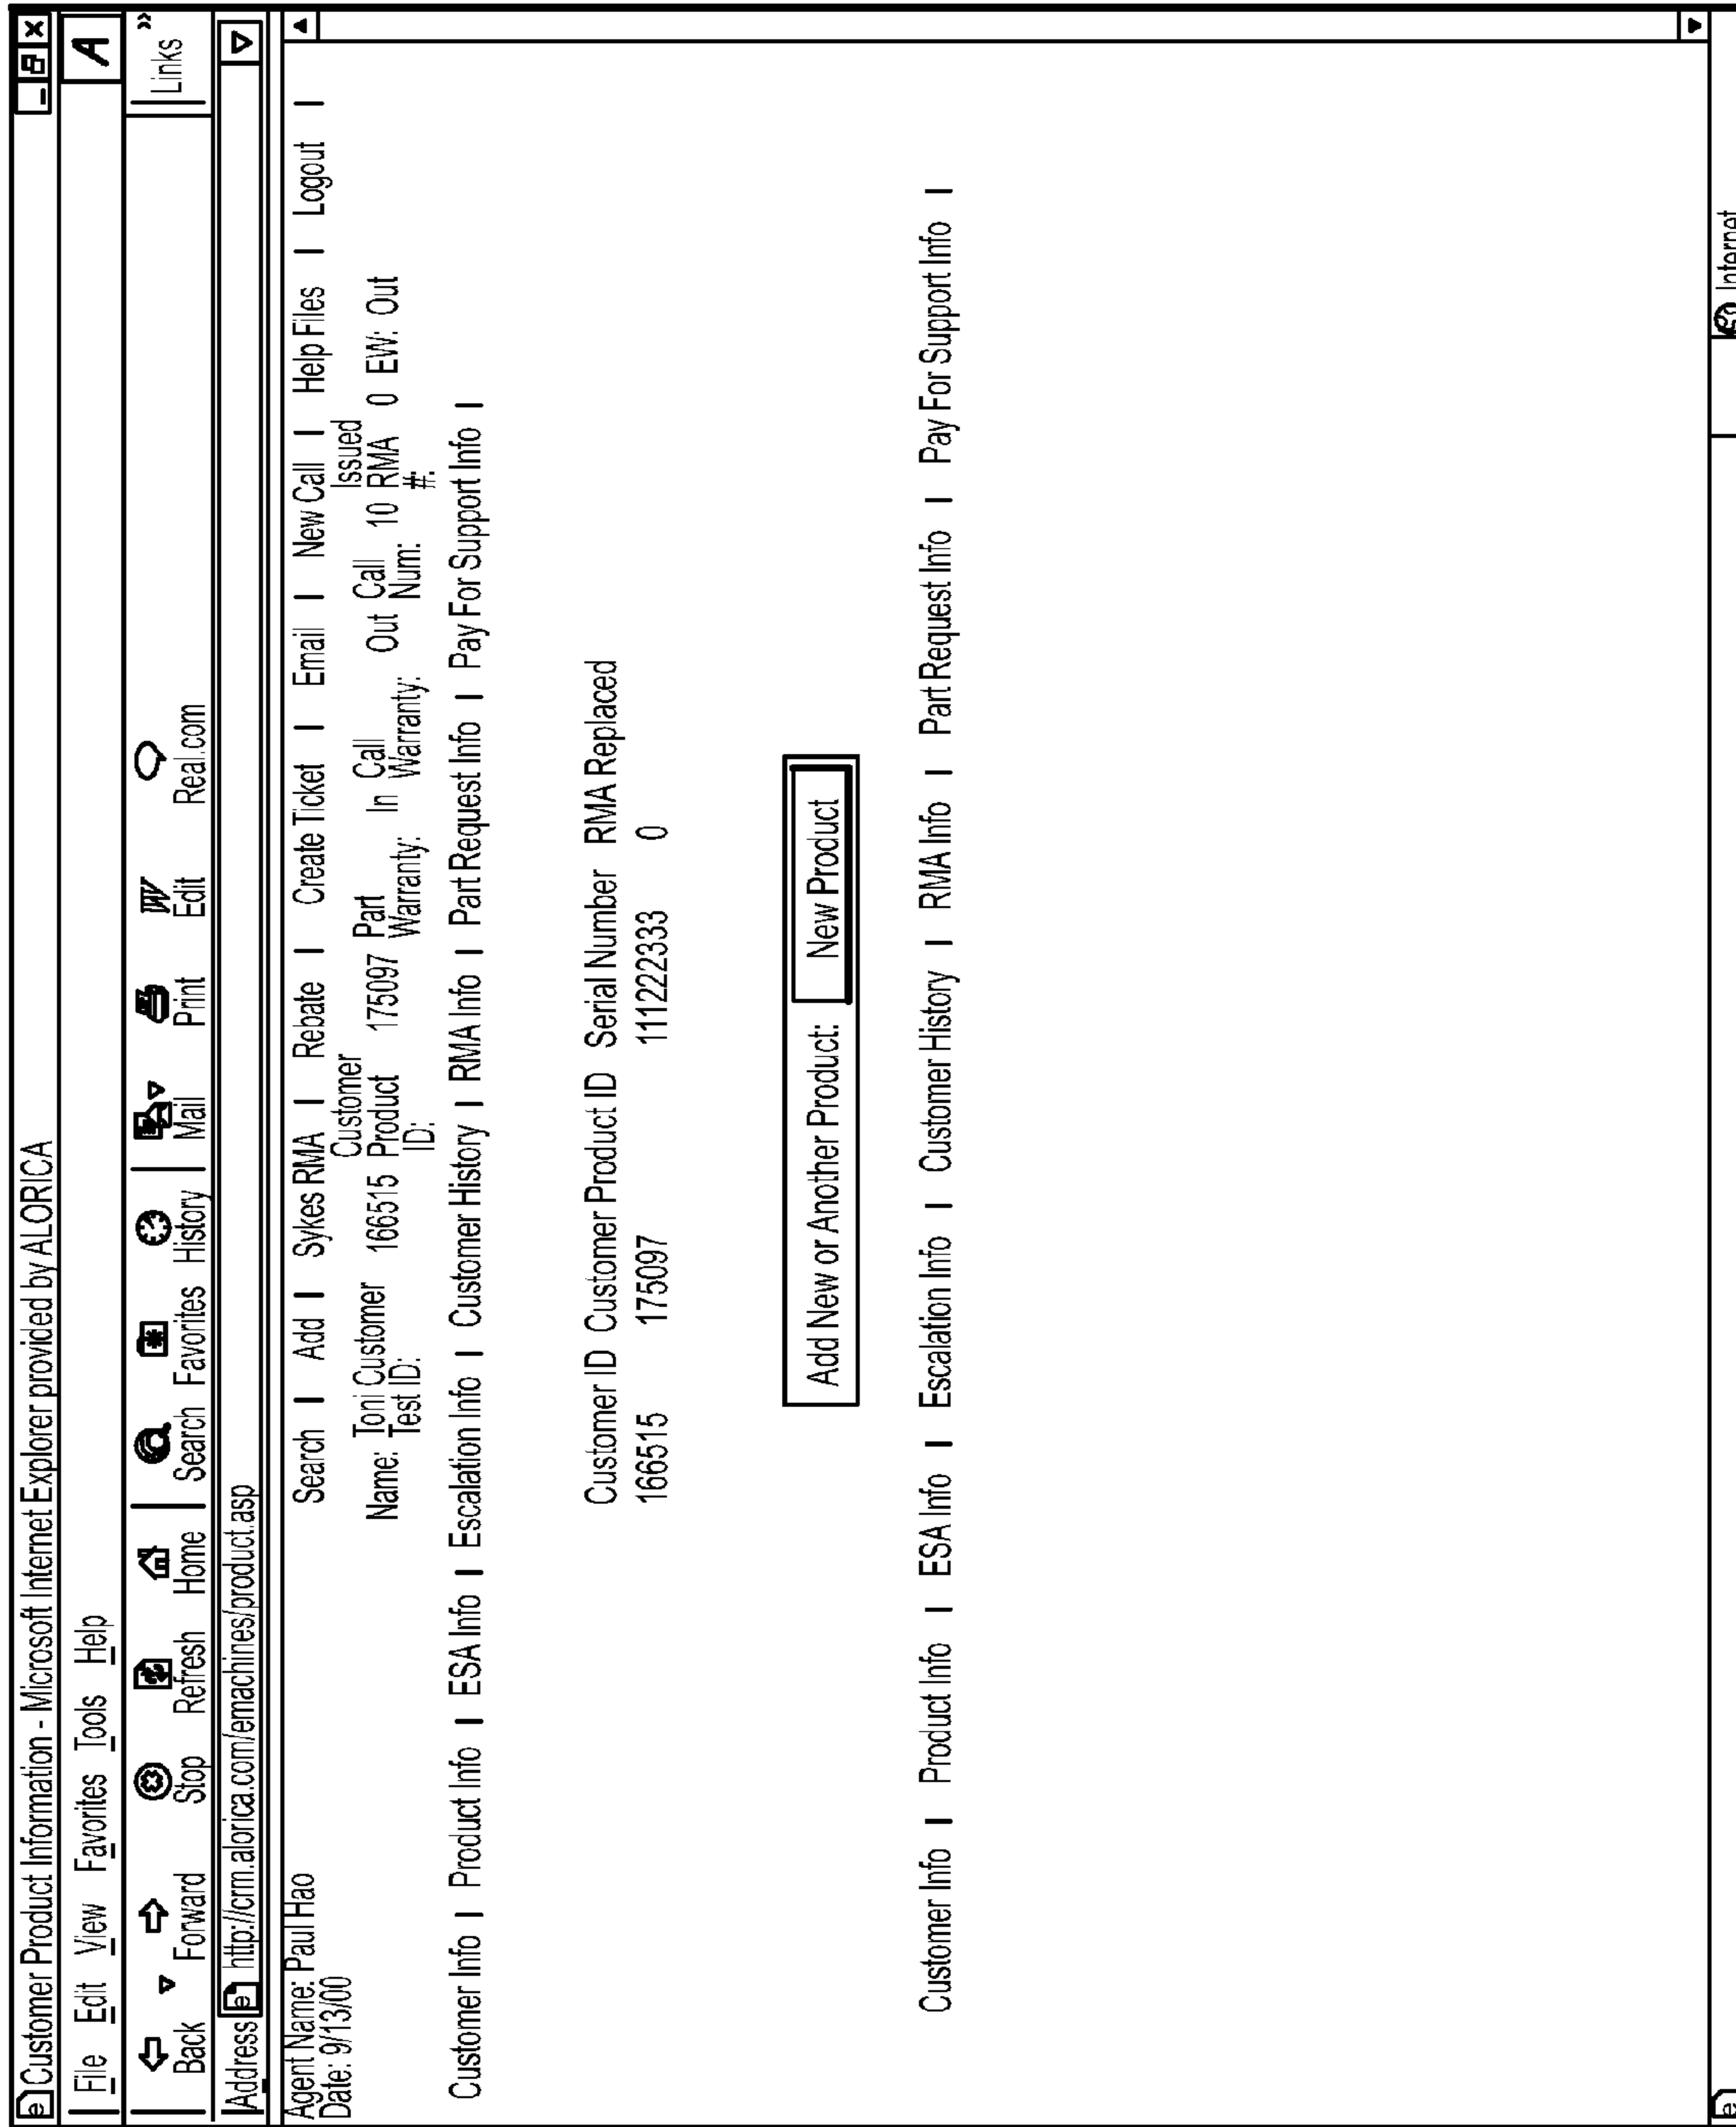 Customer Product Information - Microsoft Internet Explorer provided by ALORICA
File Edit View Favorites Tools Help
Back Forward Stop Refresh Home Search Favorites History Mail Print Edit Real.com Links »
Address http://crm.alorica.com/emachines/product.asp
Agent Name: Paul Hao
Date: 9/13/00
Search | Add | Sykes RMA | Rebate | Create Ticket | Email | New Call | Help Files | Logout |
Customer Issued
Name: Toni Customer 166515 Product 175097 Part In Call Out Call 10 RMA 0 EW: Out
Test ID: ID: Warranty: Warranty: Num: #:
Customer Info | Product Info | ESA Info | Escalation Info | Customer History | RMA Info | Part Request Info | Pay For Support Info |
Customer ID Customer Product ID Serial Number RMA Replaced
166515 175097 111222333 0
Add New or Another Product: New Product
Customer Info | Product Info | ESA Info | Escalation Info | Customer History | RMA Info | Part Request Info | Pay For Support Info |
Internet